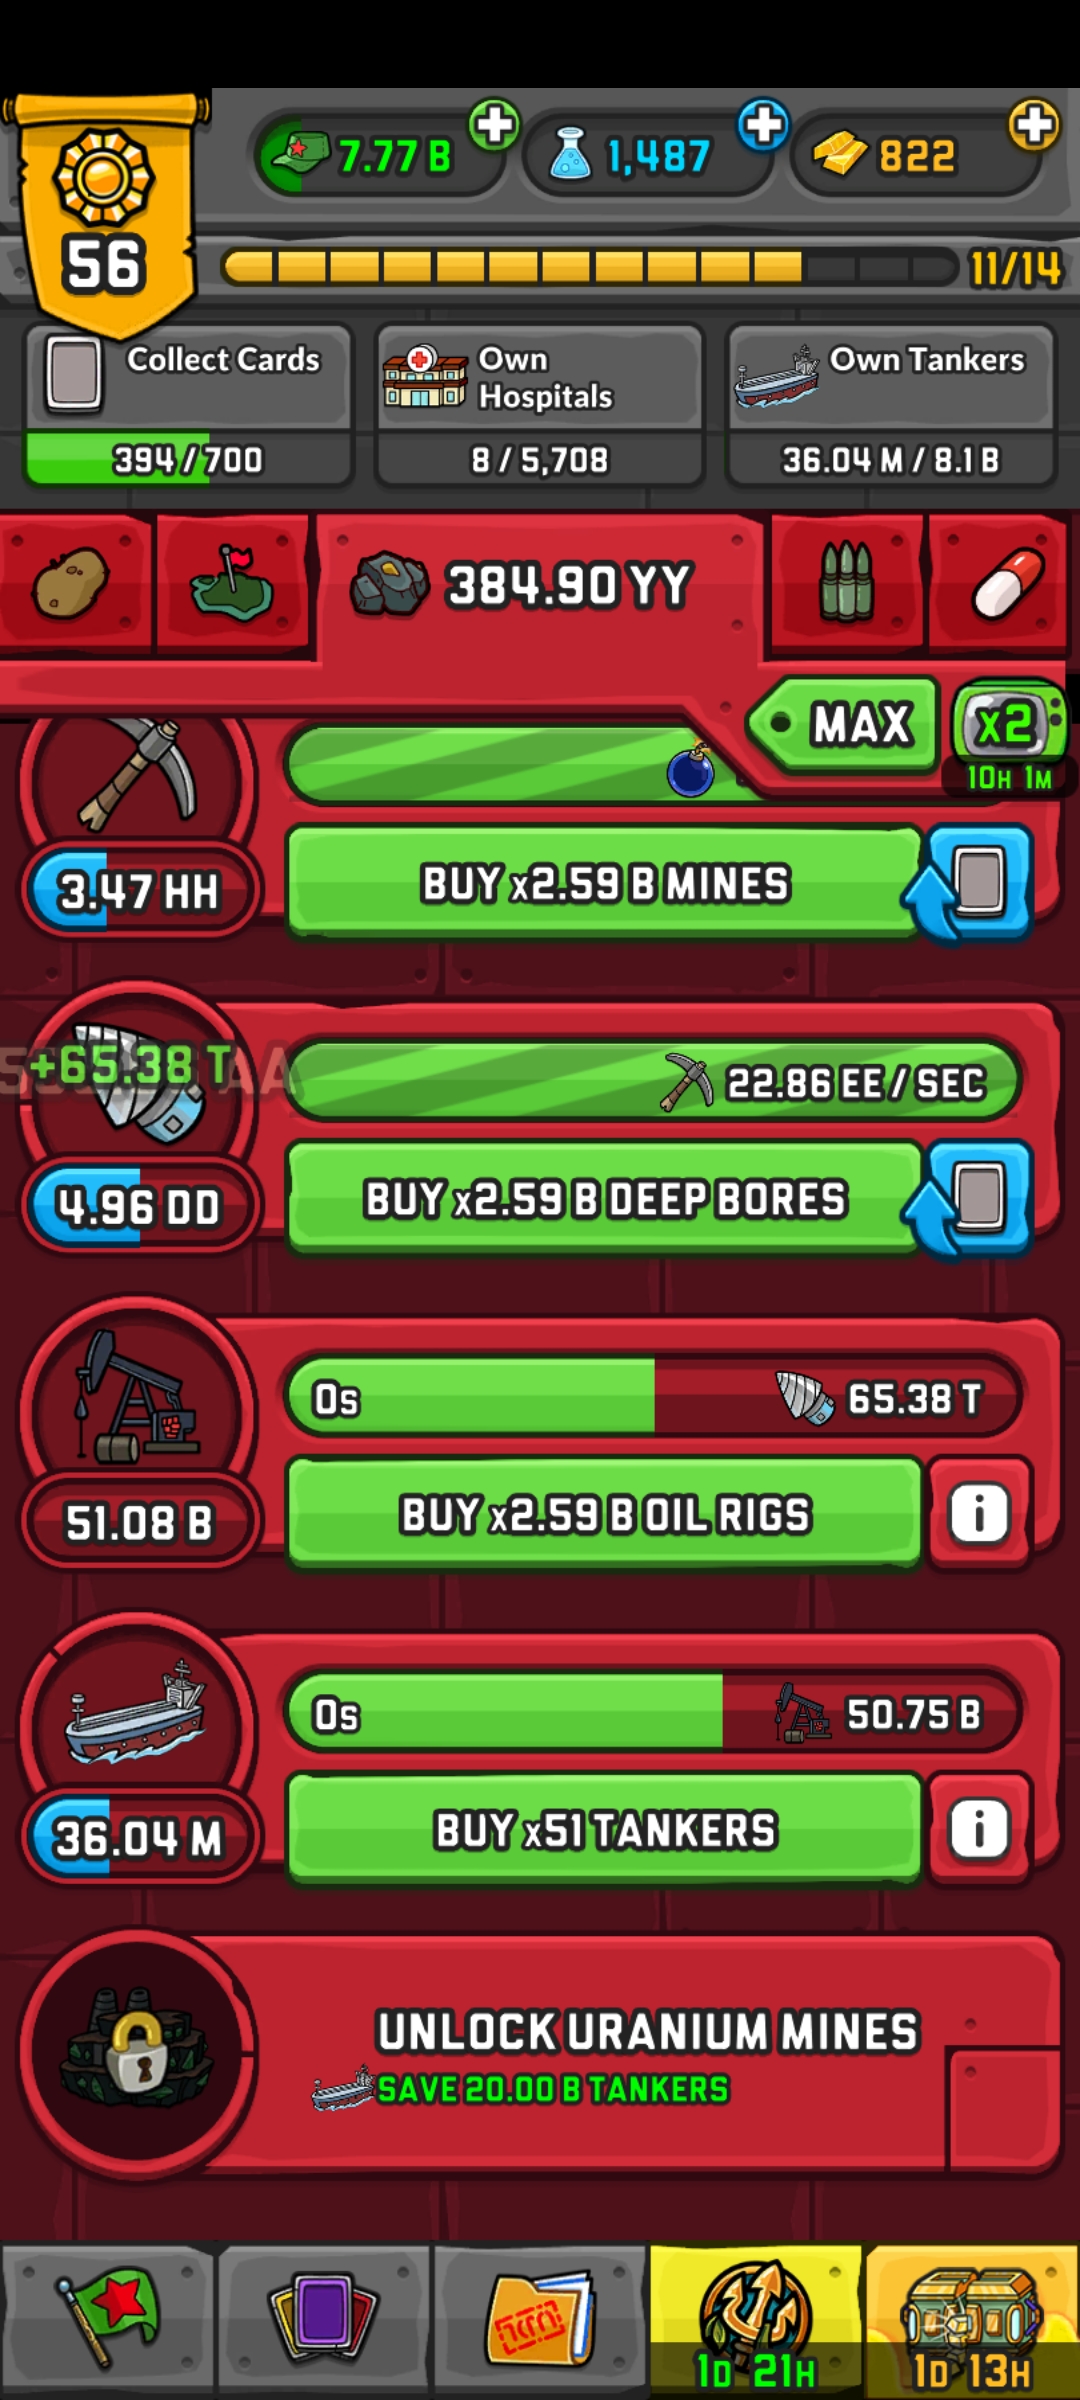 7.77 B
1,487
822
56
11/14
Collect Cards
394/700
Own
Hospitals
8/5,708
Own Tankers
36.04 M/8.1 B
384.90 YY
MAX
x2
10H 1M
3.47 HH
BUY x2.59 B MINES
+65.38 T
22.86 EE/SEC
4.96 DD
BUY x2.59 B DEEP BORES
0s
65.38 T
51.08 B
BUY x2.59 B OIL RIGS
i
0s
50.75 B
36.04 M
BUY x51 TANKERS
i
UNLOCK URANIUM MINES
SAVE 20.00 B TANKERS
1D 21H
1D 13H